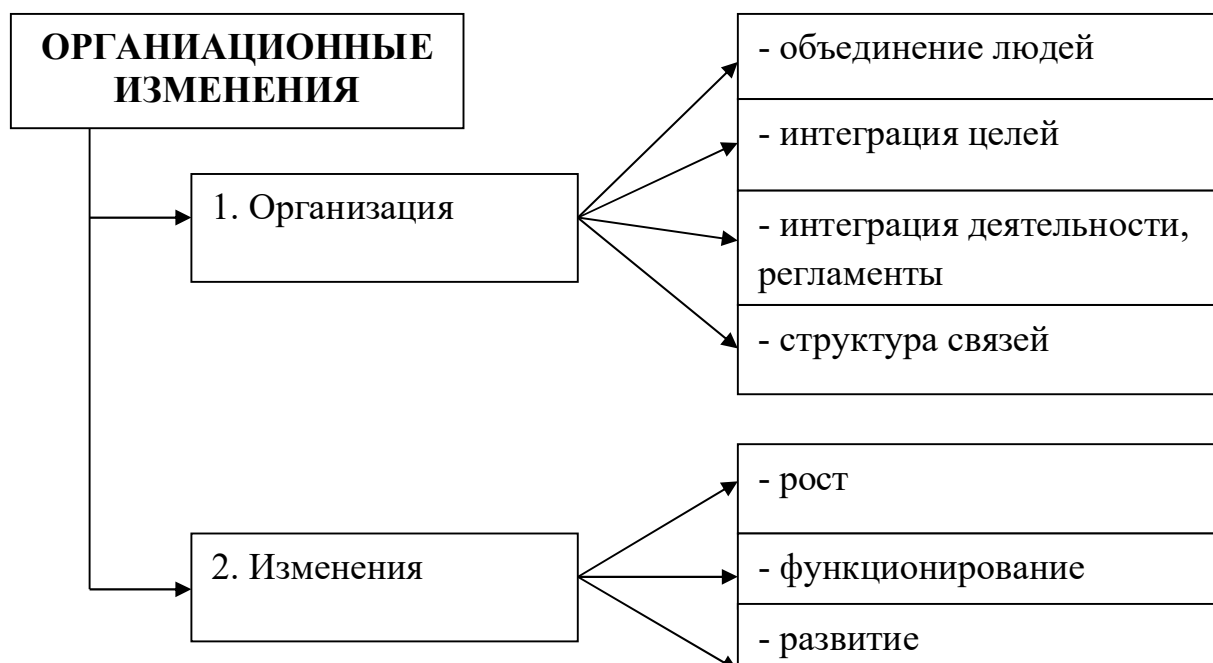 ОРГАНИАЦИОННЫЕ
ИЗМЕНЕНИЯ
- объединение людей
- интеграция целей
1. Организация
- интеграция деятельности,
регламенты
- структура связей
- рост
2. Изменения
- функционирование
- развитие